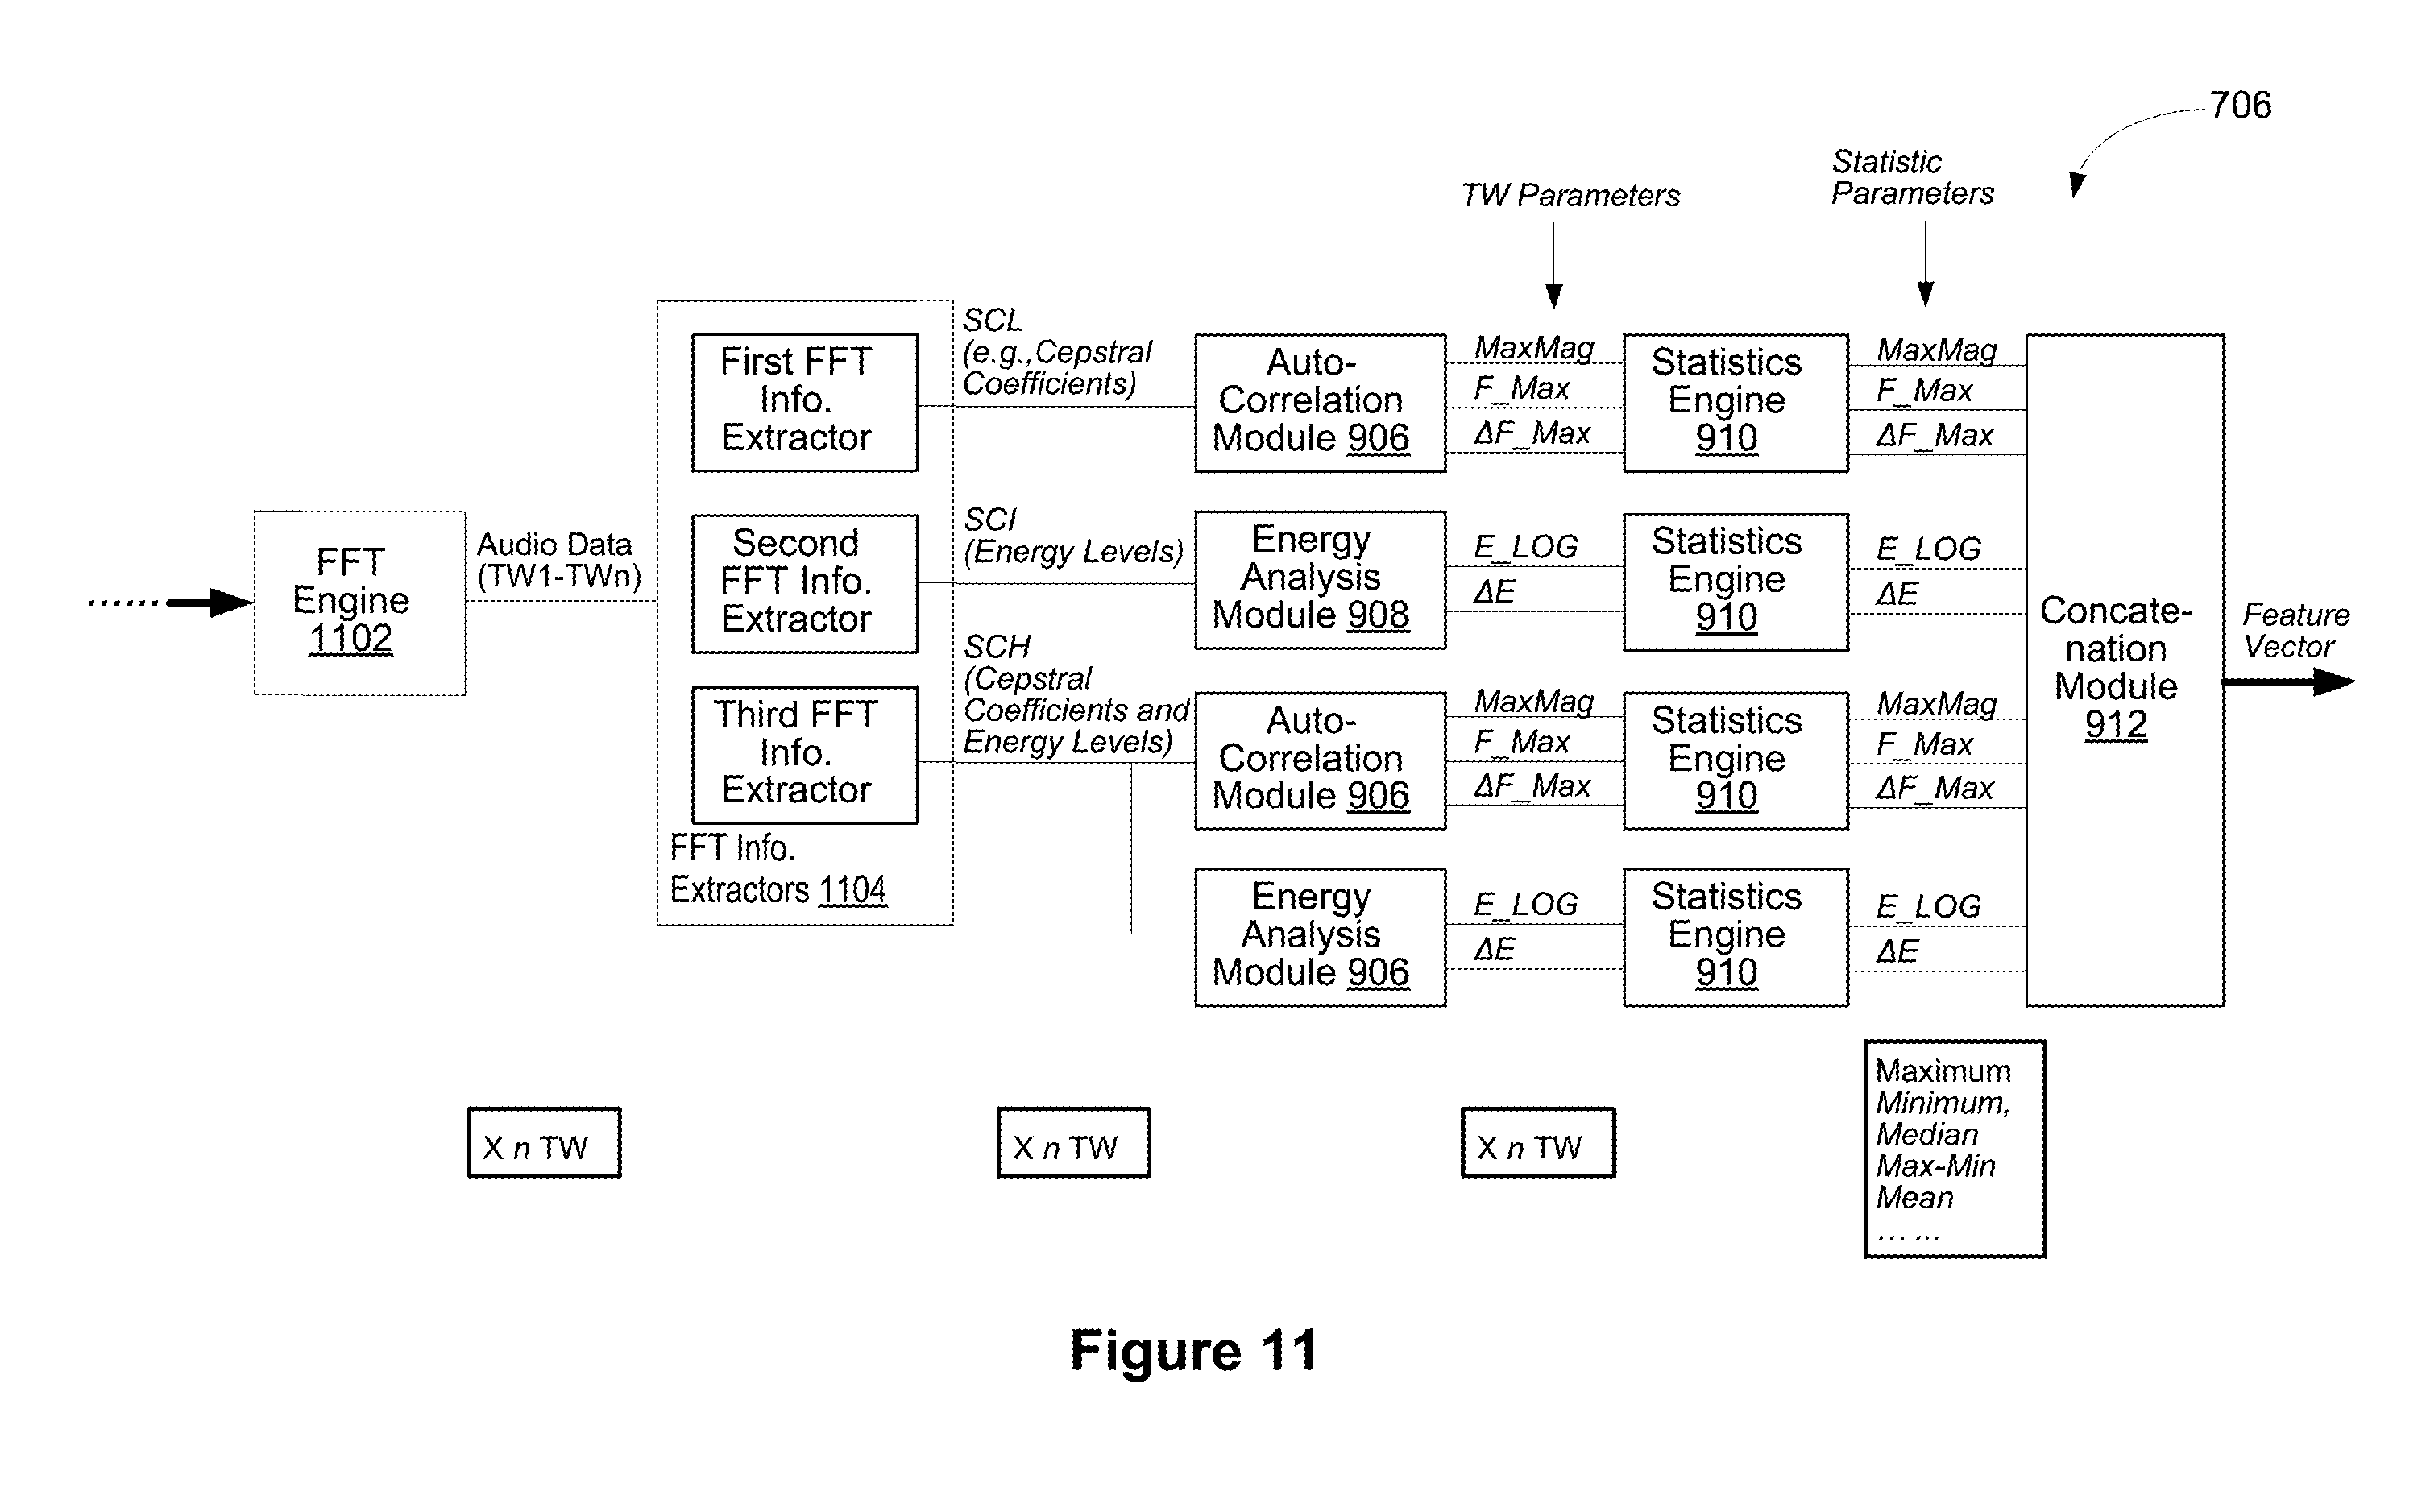 706
Statistic
Parameters
TW Parameters
SCL
(e.g.,Cepstral
Coefficients)
First FFT
Info.
Extractor
Auto-
Correlation
Module 906
MaxMag
F_Max
ΔF_Max
Statistics
Engine
910
MaxMag
F_Max
ΔF_Max
FFT
Engine
1102
Audio Data
(TW1-TWn)
Second
FFT Info.
Extractor
SCI
(Energy Levels)
Energy
Analysis
Module 908
E_LOG
ΔE
Statistics
Engine
910
E_LOG
ΔE
Concate-
nation
Module
912
Feature
Vector
Third FFT
Info.
Extractor
SCH
(Cepstral
Coefficients and
Energy Levels)
Auto-
Correlation
Module 906
MaxMag
F_Max
ΔF_Max
Statistics
Engine
910
MaxMag
F_Max
ΔF_Max
FFT Info.
Extractors 1104
Energy
Analysis
Module 906
E_LOG
ΔE
Statistics
Engine
910
E_LOG
ΔE
X n TW
X n TW
X n TW
Maximum
Minimum,
Median
Max-Min
Mean
... ...
Figure 11